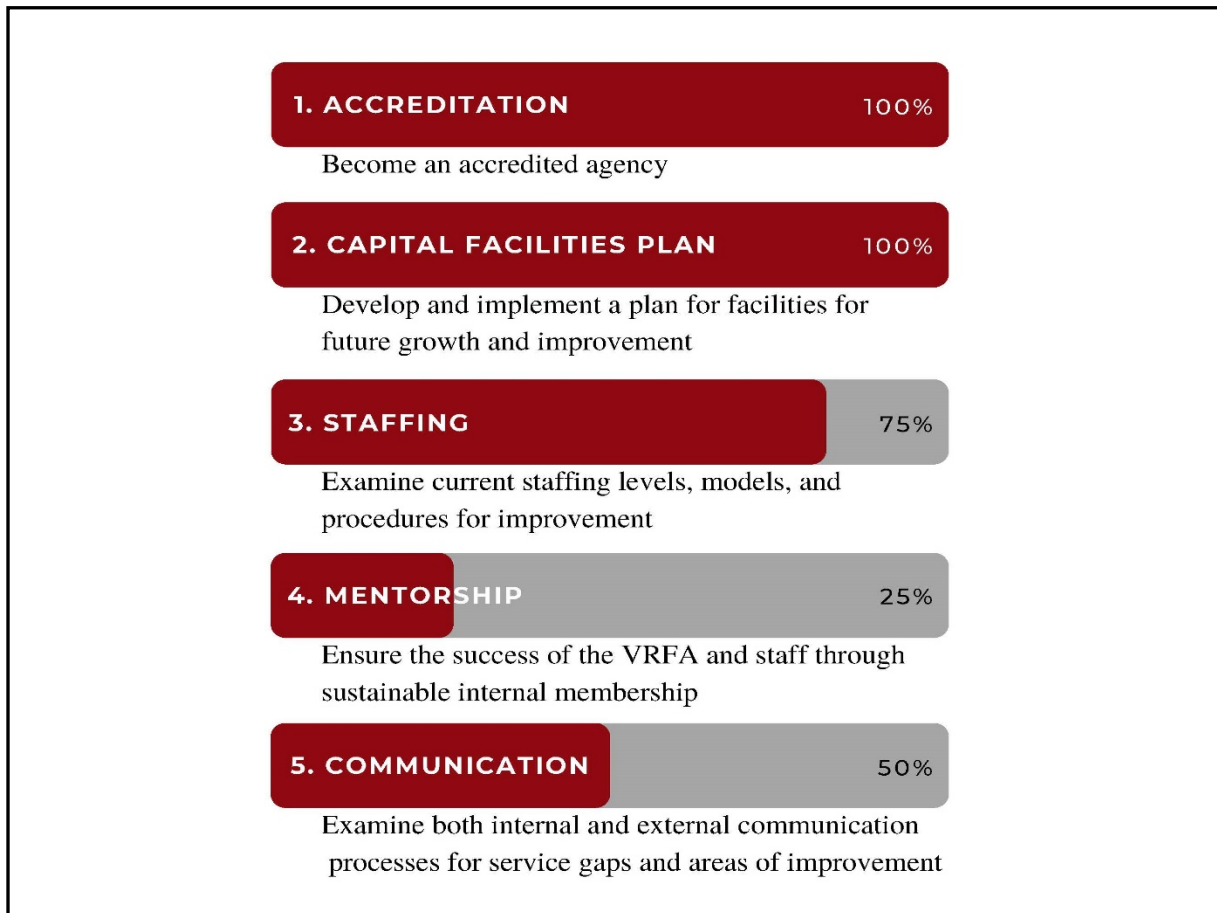 1. ACCREDITATION 100%
Become an accredited agency
2. CAPITAL FACILITIES PLAN 100%
Develop and implement a plan for facilities for
future growth and improvement
3. STAFFING 75%
Examine current staffing levels, models, and
procedures for improvement
4. MENTORSHIP 25%
Ensure the success of the VRFA and staff through
sustainable internal membership
5. COMMUNICATION 50%
Examine both internal and external communication
processes for service gaps and areas of improvement